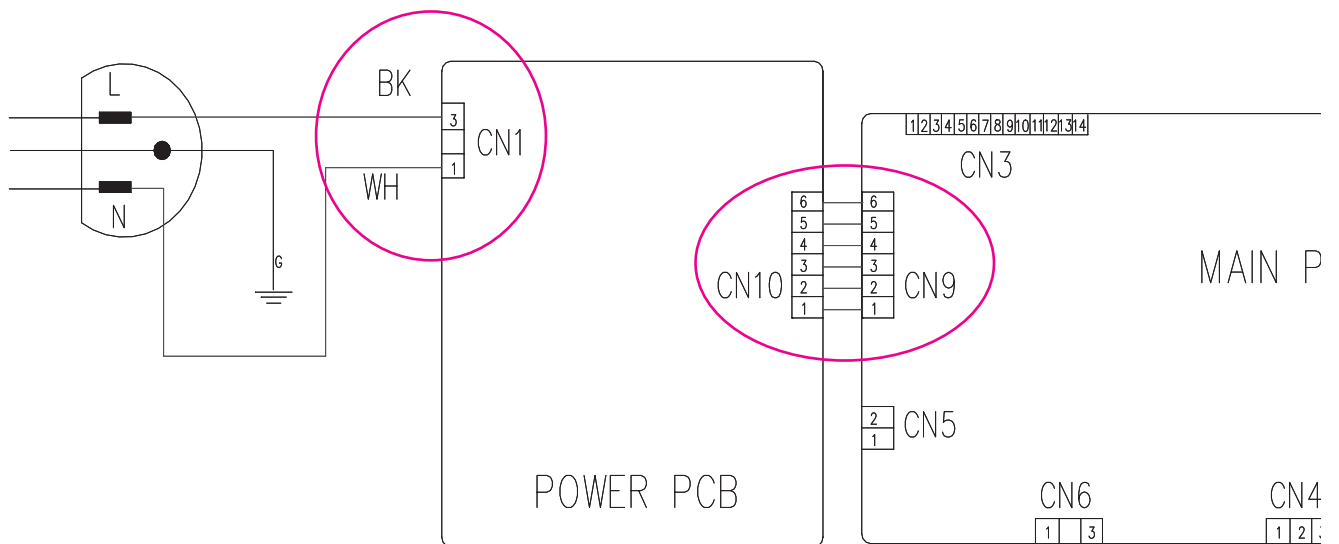 L
BK
3
CN1
1
WH
N
G
1 2 3 4 5 6 7 8 9 10 11 12 13 14
CN3
6 6
5 5
4 4
3 3
2 2
1 1
CN10 CN9
MAIN P
2
1
CN5
POWER PCB
CN6
1 3
CN4
1 2 3